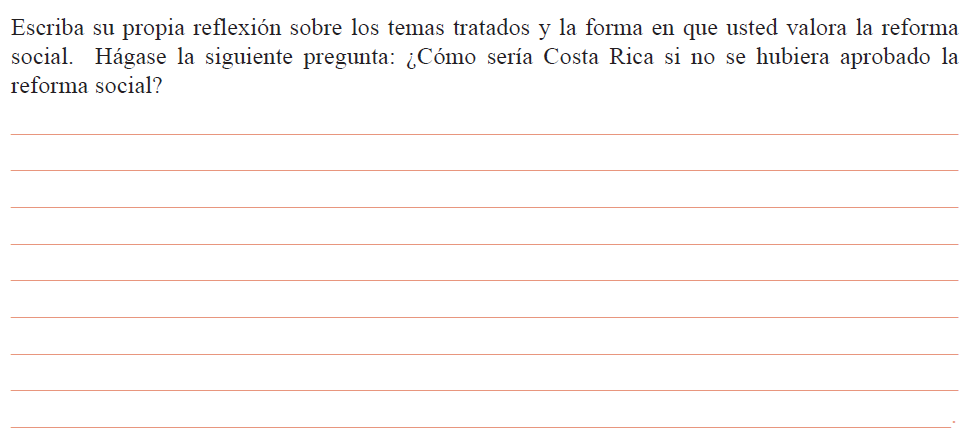 Escriba su propia reflexión sobre los temas tratados y la forma en que usted valora la reforma
social. Hágase la siguiente pregunta: ¿Cómo sería Costa Rica si no se hubiera aprobado la
reforma social?
.